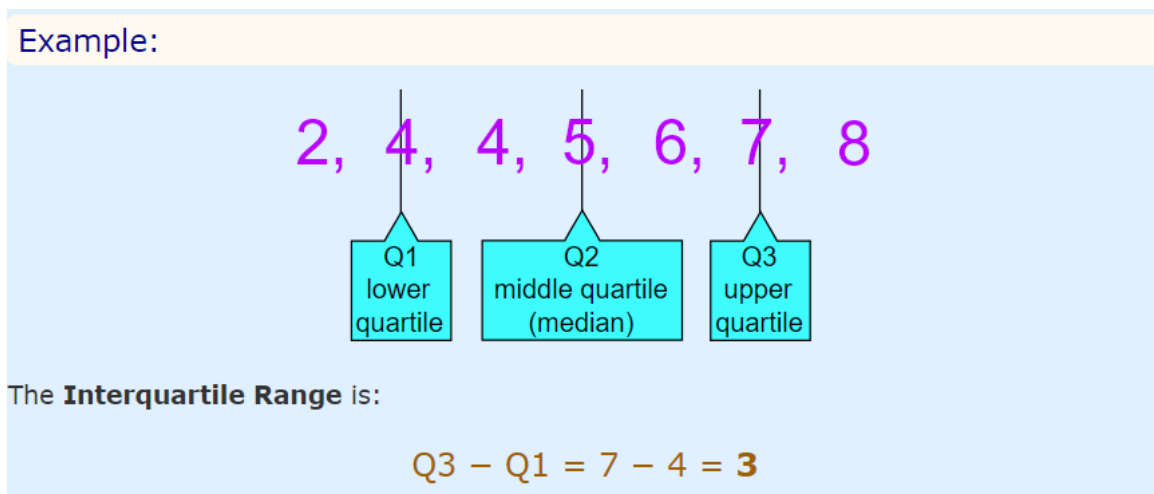 Example:
2, 4, 4, 5, 6, 7, 8
Q1
lower
quartile
Q2
middle quartile
(median)
Q3
upper
quartile
The Interquartile Range is:
Q3 − Q1 = 7 − 4 = 3